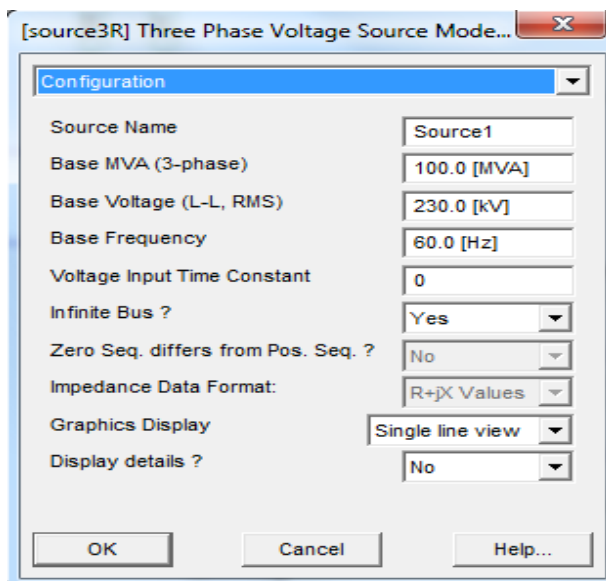 [source3R] Three Phase Voltage Source Mode...
Configuration
Source Name Source1
Base MVA (3-phase) 100.0 [MVA]
Base Voltage (L-L, RMS) 230.0 [kV]
Base Frequency 60.0 [Hz]
Voltage Input Time Constant 0
Infinite Bus ? Yes
Zero Seq. differs from Pos. Seq. ? No
Impedance Data Format: R+jX Values
Graphics Display Single line view
Display details ? No
OK Cancel Help...